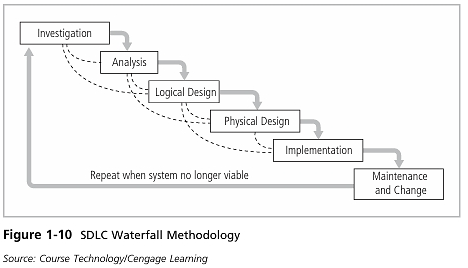 Investigation
Analysis
Logical Design
Physical Design
Implementation
Maintenance
and Change
Repeat when system no longer viable
Figure 1-10 SDLC Waterfall Methodology
Source: Course Technology/Cengage Learning